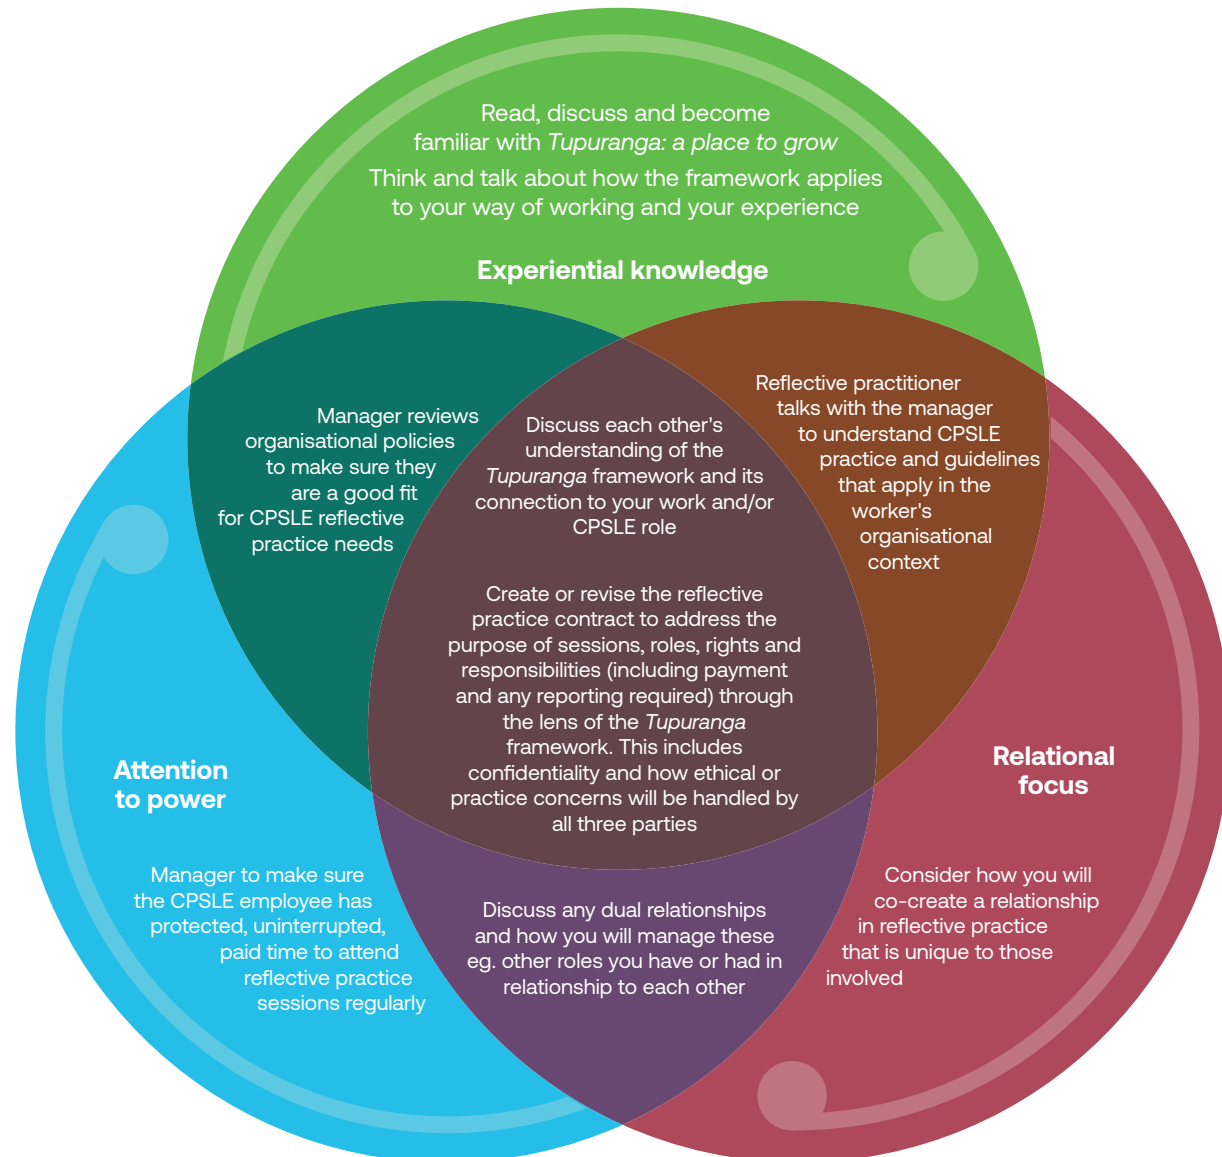 Read, discuss and become
familiar with Tupuranga: a place to grow
Think and talk about how the framework applies
to your way of working and your experience
Experiential knowledge
Manager reviews
organisational policies
to make sure they
are a good fit
for CPSLE reflective
practice needs
Discuss each other's
understanding of the
Tupuranga framework and its
connection to your work and/or
CPSLE role
Create or revise the reflective
practice contract to address the
purpose of sessions, roles, rights and
responsibilities (including payment
and any reporting required) through
the lens of the Tupuranga
framework. This includes
confidentiality and how ethical or
practice concerns will be handled by
all three parties
Reflective practitioner
talks with the manager
to understand CPSLE
practice and guidelines
that apply in the
worker's
organisational
context
Attention
to power
Manager to make sure
the CPSLE employee has
protected, uninterrupted,
paid time to attend
reflective practice
sessions regularly
Discuss any dual relationships
and how you will manage these
eg. other roles you have or had in
relationship to each other
Relational
focus
Consider how you will
co-create a relationship
in reflective practice
that is unique to those
involved